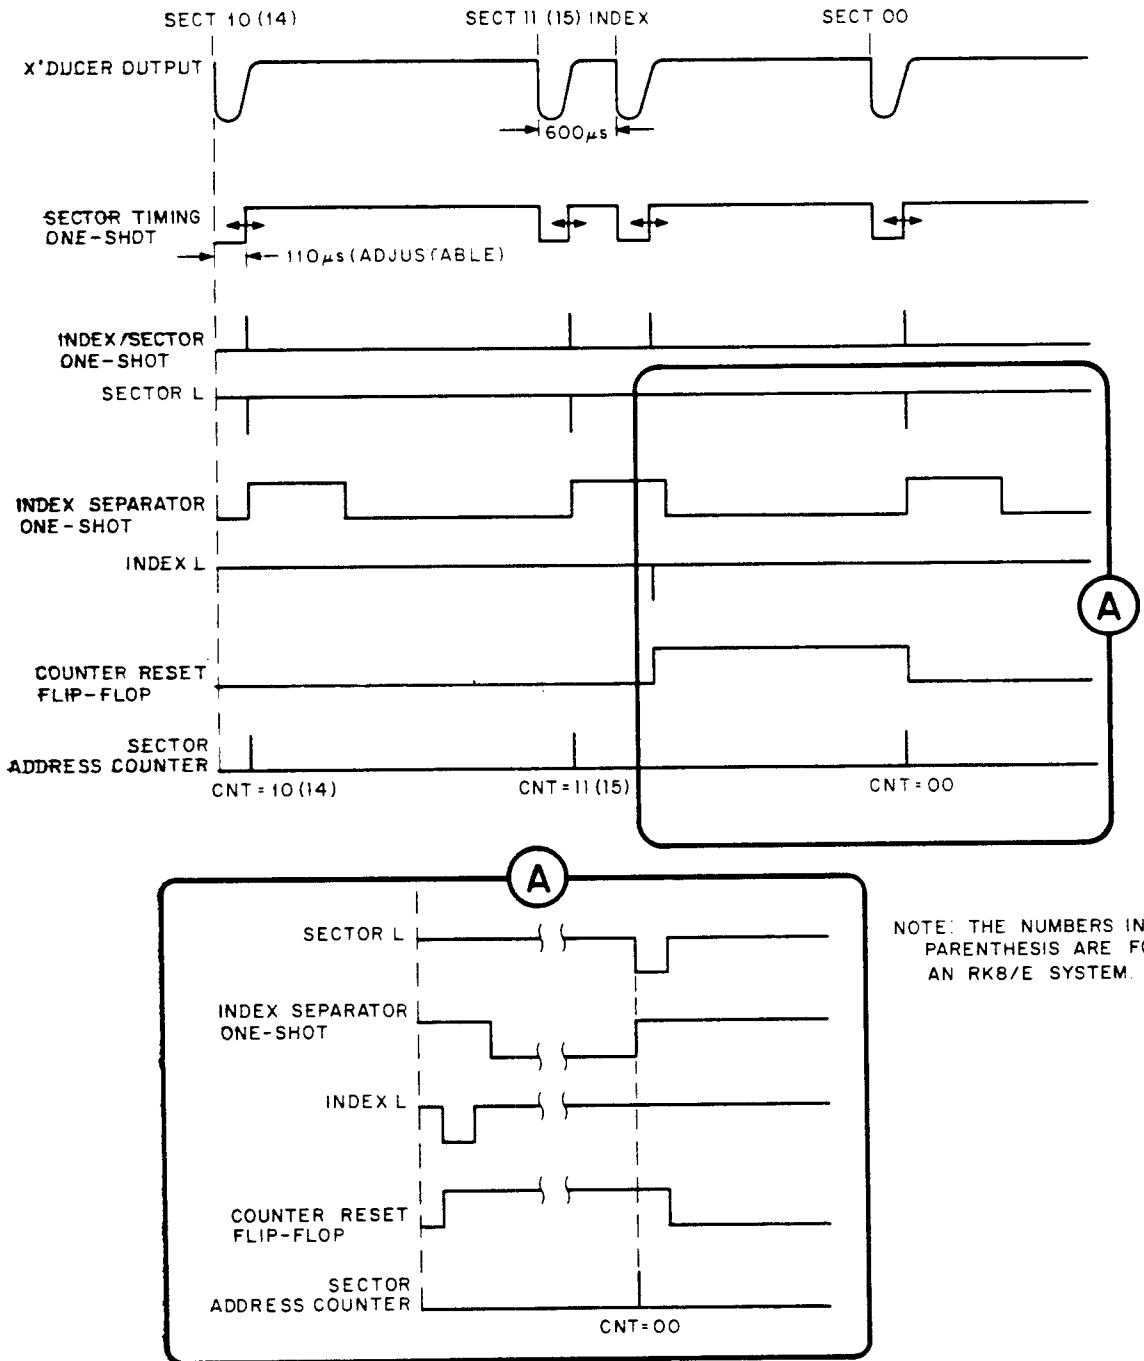 SECT 10 (14)
SECT 11 (15) INDEX
SECT 00
X'DUCER OUTPUT
600µs
SECTOR TIMING
ONE-SHOT
110µs (ADJUSTABLE)
INDEX/SECTOR
ONE-SHOT
SECTOR L
INDEX SEPARATOR
ONE-SHOT
INDEX L
A
COUNTER RESET
FLIP-FLOP
SECTOR
ADDRESS COUNTER
CNT = 10 (14)
CNT = 11 (15)
CNT = 00
A
SECTOR L
NOTE: THE NUMBERS IN
PARENTHESIS ARE FO
AN RK8/E SYSTEM.
INDEX SEPARATOR
ONE-SHOT
INDEX L
COUNTER RESET
FLIP-FLOP
SECTOR
ADDRESS COUNTER
CNT = 00